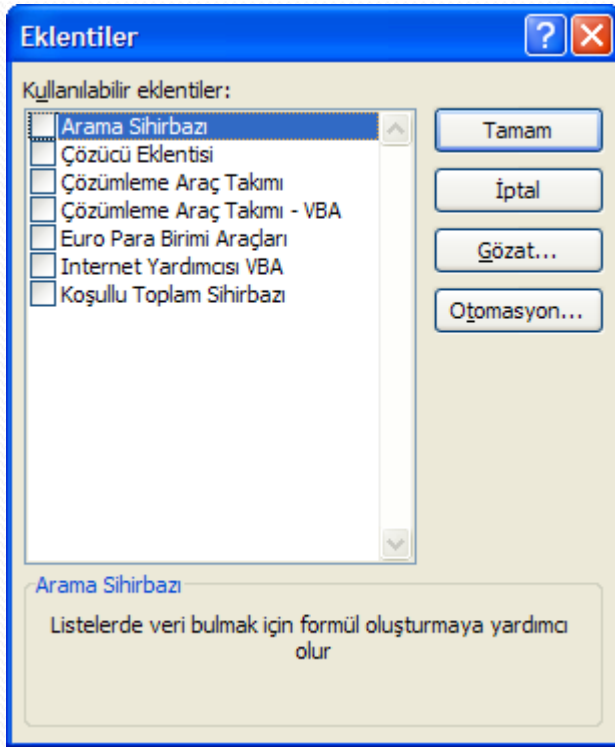 Eklentiler
Kullanılabilir eklentiler:
Arama Sihirbazı
Çözücü Eklentisi
Çözümleme Araç Takımı
Çözümleme Araç Takımı - VBA
Euro Para Birimi Araçları
Internet Yardımcısı VBA
Koşullu Toplam Sihirbazı
Tamam
İptal
Gözat...
Otomasyon...
Arama Sihirbazı
Listelerde veri bulmak için formül oluşturmaya yardımcı
olur